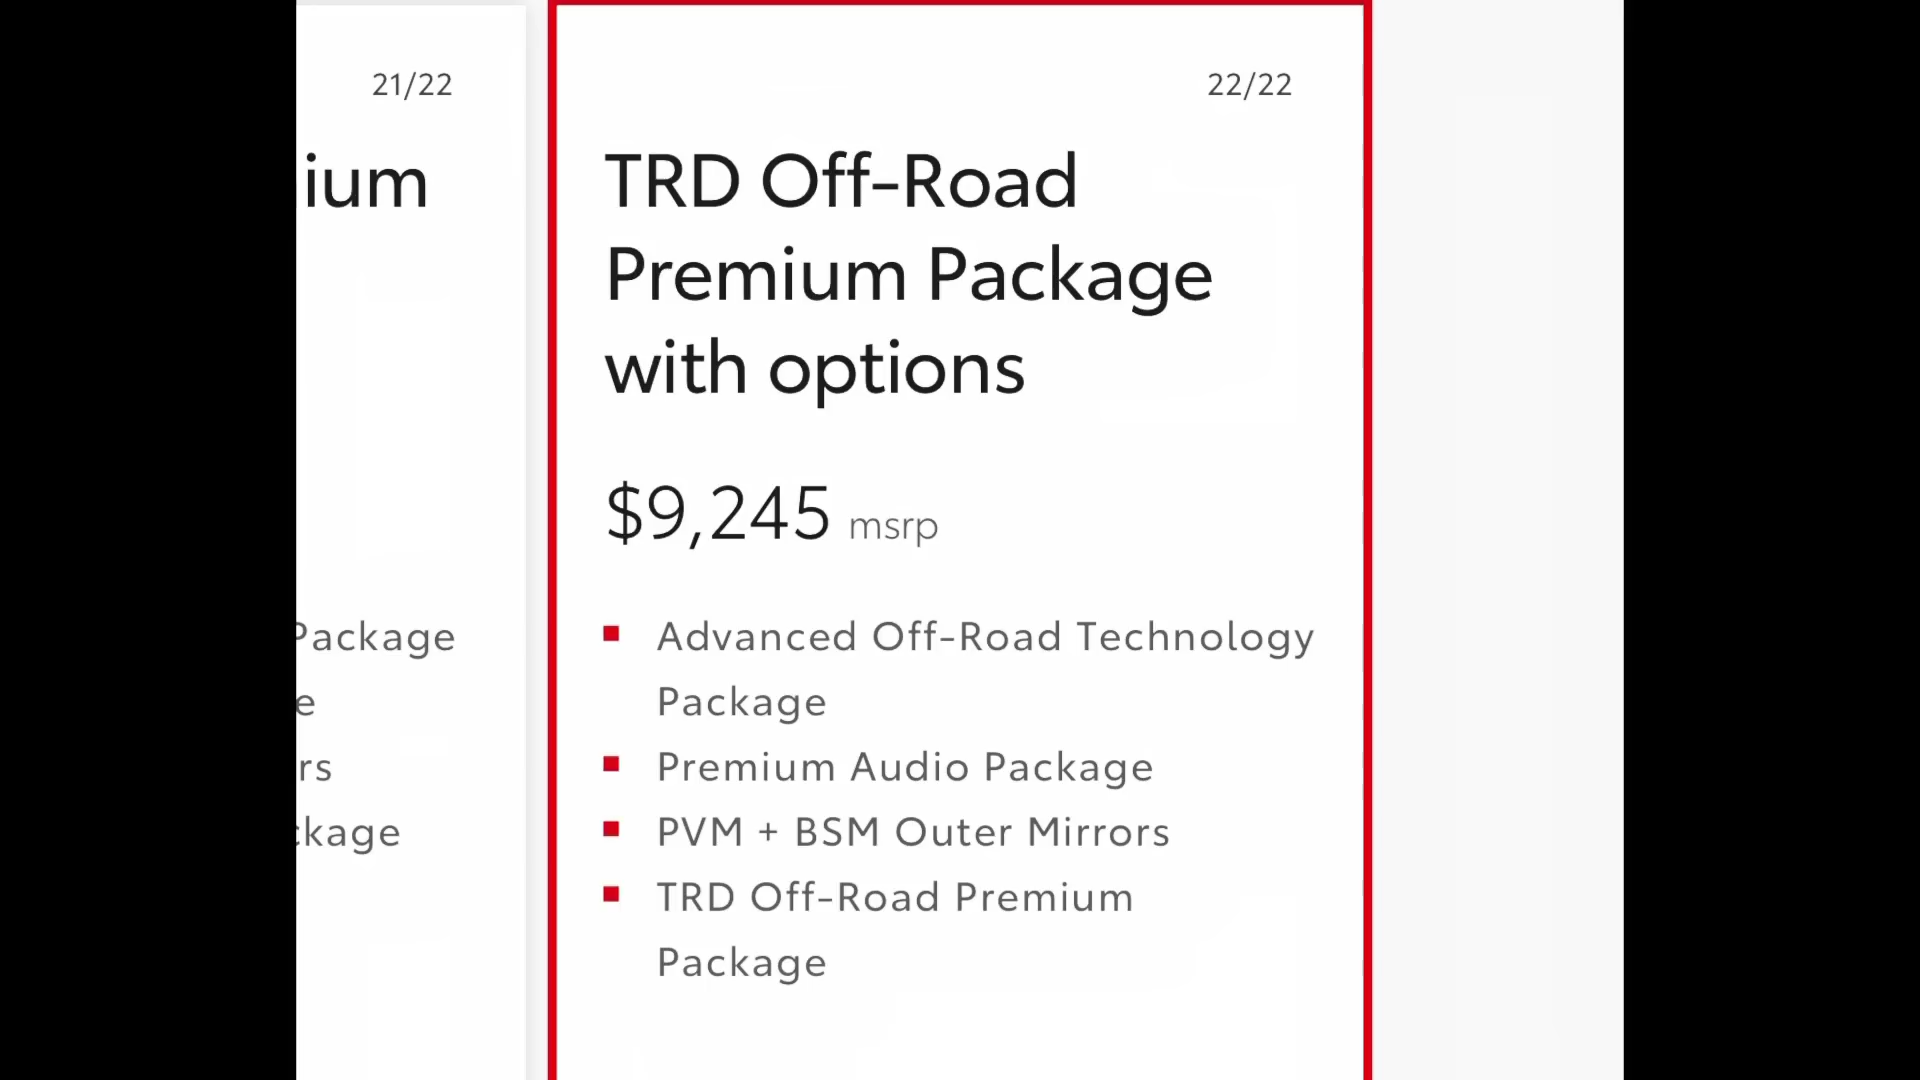 21/22
22/22
ium
TRD Off-Road
Premium Package
with options
$9,245 msrp
Package
e
rs
ckage
Advanced Off-Road Technology
Package
Premium Audio Package
PVM + BSM Outer Mirrors
TRD Off-Road Premium
Package